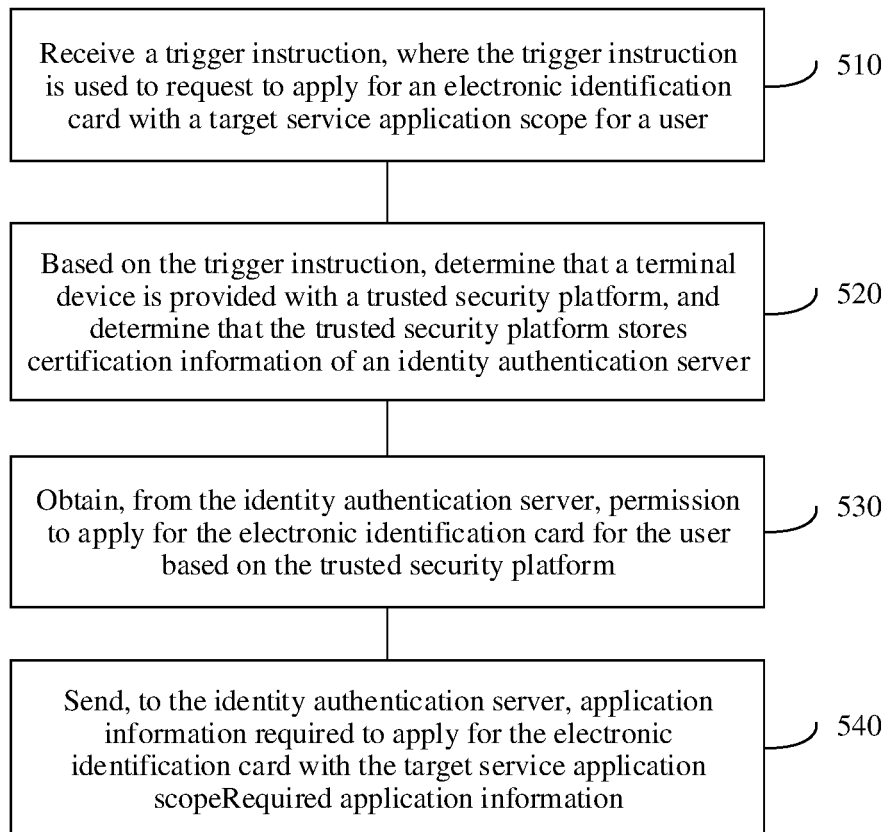 Receive a trigger instruction, where the trigger instruction
is used to request to apply for an electronic identification
card with a target service application scope for a user
510
Based on the trigger instruction, determine that a terminal
device is provided with a trusted security platform, and
determine that the trusted security platform stores
certification information of an identity authentication server
520
Obtain, from the identity authentication server, permission
to apply for the electronic identification card for the user
based on the trusted security platform
530
Send, to the identity authentication server, application
information required to apply for the electronic
identification card with the target service application
scopeRequired application information
540